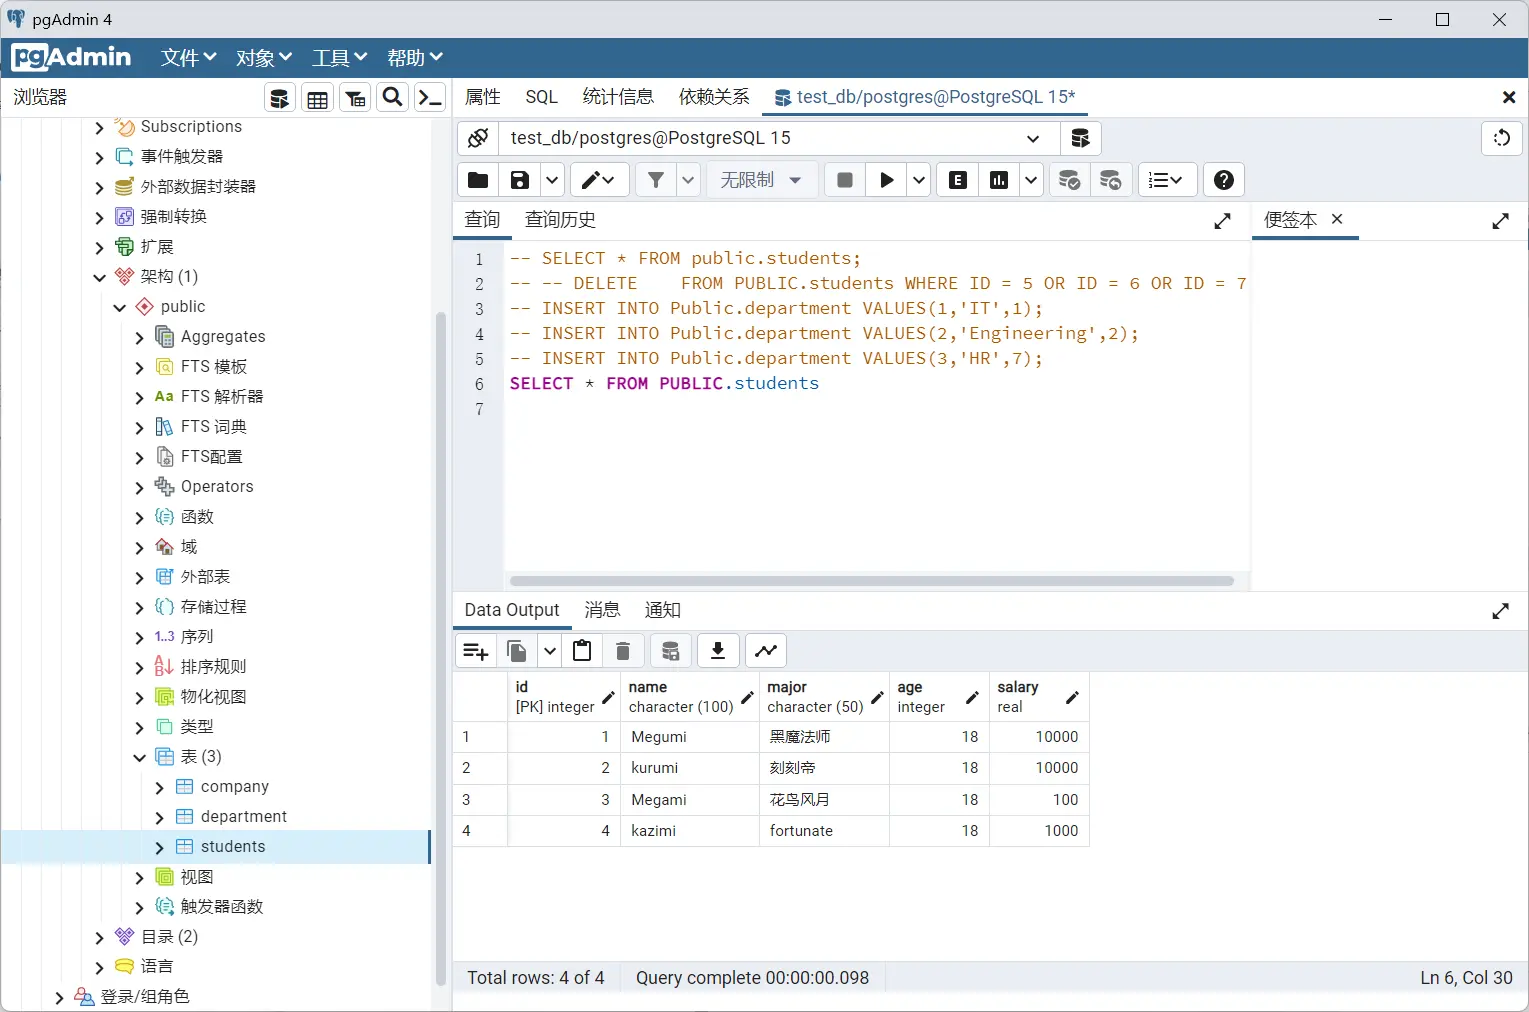 pgAdmin 4
pgAdmin 文件 对象 工具 帮助
浏览器
Subscriptions
事件触发器
外部数据封装器
强制转换
扩展
架构 (1)
public
Aggregates
FTS 模板
Aa FTS 解析器
FTS 词典
FTS配置
Operators
函数
域
外部表
存储过程
1..3 序列
排序规则
物化视图
类型
表 (3)
company
department
students
视图
触发器函数
目录 (2)
语言
登录/组角色
属性 SQL 统计信息 依赖关系 test_db/postgres@PostgreSQL 15*
test_db/postgres@PostgreSQL 15
无限制 E
查询 查询历史 便签本
1 -- SELECT * FROM public.students;
2 -- -- DELETE    FROM PUBLIC.students WHERE ID = 5 OR ID = 6 OR ID = 7
3 -- INSERT INTO Public.department VALUES(1,'IT',1);
4 -- INSERT INTO Public.department VALUES(2,'Engineering',2);
5 -- INSERT INTO Public.department VALUES(3,'HR',7);
6 SELECT * FROM PUBLIC.students
7
Data Output 消息 通知
id name major age salary
[PK] integer character (100) character (50) integer real
1 1 Megumi 黑魔法师 18 10000
2 2 kurumi 刻刻帝 18 10000
3 3 Megami 花鸟风月 18 100
4 4 kazimi fortunate 18 1000
Total rows: 4 of 4 Query complete 00:00:00.098 Ln 6, Col 30